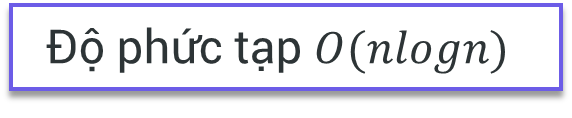 Độ phức tạp O(nlogn)